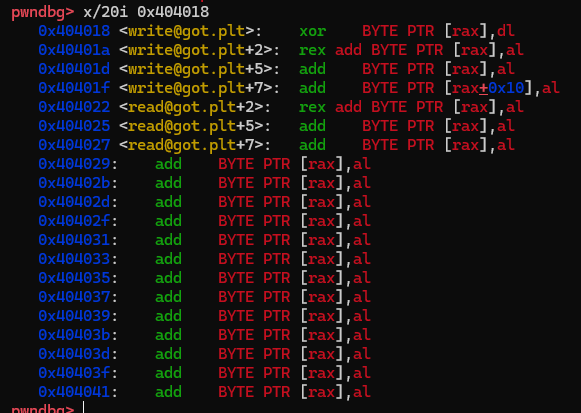 pwndbg> x/20i 0x404018
   0x404018 <write@got.plt>:	xor    BYTE PTR [rax],dl
   0x40401a <write@got.plt+2>:	rex add BYTE PTR [rax],al
   0x40401d <write@got.plt+5>:	add    BYTE PTR [rax],al
   0x40401f <write@got.plt+7>:	add    BYTE PTR [rax+0x10],al
   0x404022 <read@got.plt+2>:	rex add BYTE PTR [rax],al
   0x404025 <read@got.plt+5>:	add    BYTE PTR [rax],al
   0x404027 <read@got.plt+7>:	add    BYTE PTR [rax],al
   0x404029:	add    BYTE PTR [rax],al
   0x40402b:	add    BYTE PTR [rax],al
   0x40402d:	add    BYTE PTR [rax],al
   0x40402f:	add    BYTE PTR [rax],al
   0x404031:	add    BYTE PTR [rax],al
   0x404033:	add    BYTE PTR [rax],al
   0x404035:	add    BYTE PTR [rax],al
   0x404037:	add    BYTE PTR [rax],al
   0x404039:	add    BYTE PTR [rax],al
   0x40403b:	add    BYTE PTR [rax],al
   0x40403d:	add    BYTE PTR [rax],al
   0x40403f:	add    BYTE PTR [rax],al
   0x404041:	add    BYTE PTR [rax],al
pwndbg>